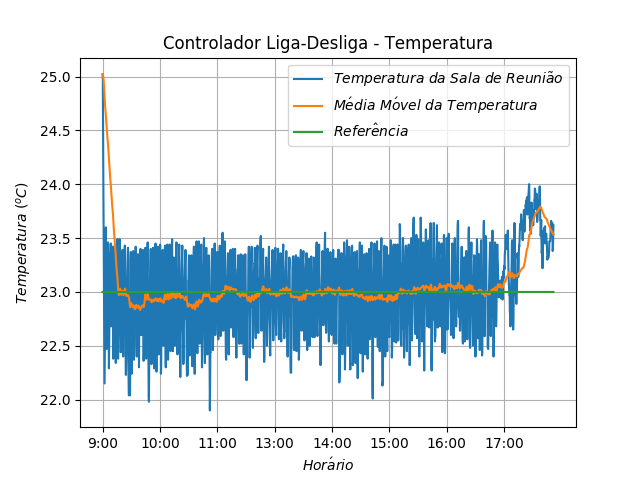 Controlador Liga-Desliga - Temperatura
Temperatura da Sala de Reunião
Média Móvel da Temperatura
Referência
25.0
24.5
24.0
23.5
23.0
22.5
22.0
Temperatura (ºC)
9:00 10:00 11:00 13:00 14:00 15:00 16:00 17:00
Horário